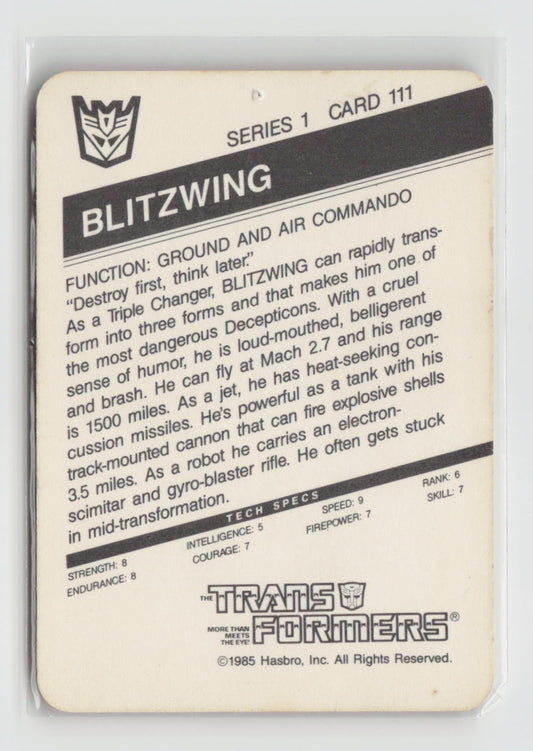 SERIES 1 CARD 111
BLITZWING
FUNCTION: GROUND AND AIR COMMANDO
"Destroy first, think later."
As a Triple Changer, BLITZWING can rapidly trans-
form into three forms and that makes him one of
the most dangerous Decepticons. With a cruel
sense of humor, he is loud-mouthed, belligerent
and brash. He can fly at Mach 2.7 and his range
is 1500 miles. As a jet, he has heat-seeking con-
cussion missiles. He's powerful as a tank with his
track-mounted cannon that can fire explosive shells
3.5 miles. As a robot he carries an electron-
scimitar and gyro-blaster rifle. He often gets stuck
in mid-transformation.
TECH SPECS
STRENGTH: 8 INTELLIGENCE: 5 SPEED: 9 RANK: 6
ENDURANCE: 8 COURAGE: 7 FIREPOWER: 7 SKILL: 7
THE TRANSFORMERS®
MORE THAN
MEETS
THE EYE!
©1985 Hasbro, Inc. All Rights Reserved.